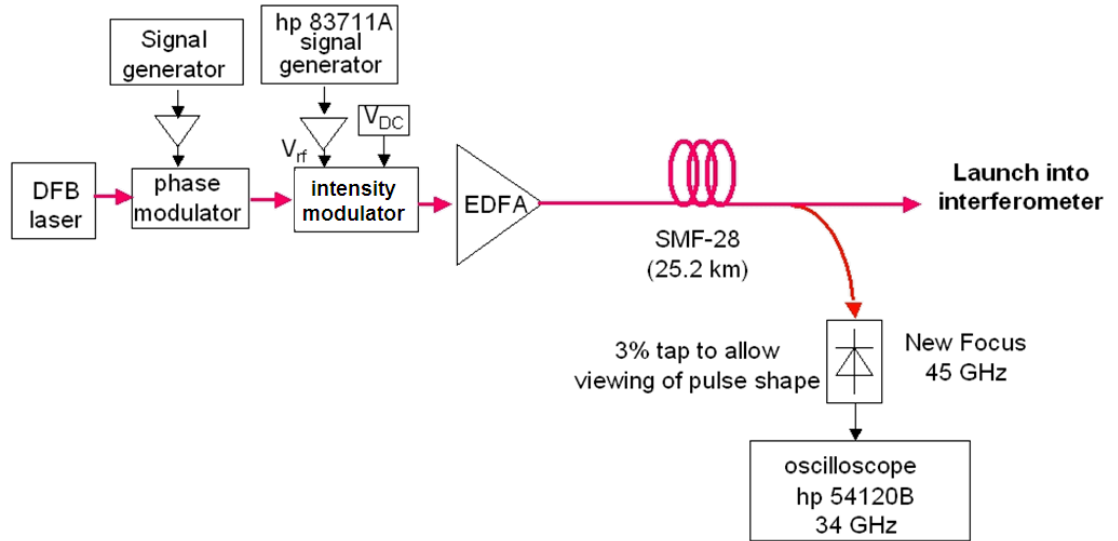 Signal
generator
hp 83711A
signal
generator
V_DC
V_rf
DFB
laser
phase
modulator
intensity
modulator
EDFA
SMF-28
(25.2 km)
Launch into
interferometer
3% tap to allow
viewing of pulse shape
New Focus
45 GHz
oscilloscope
hp 54120B
34 GHz